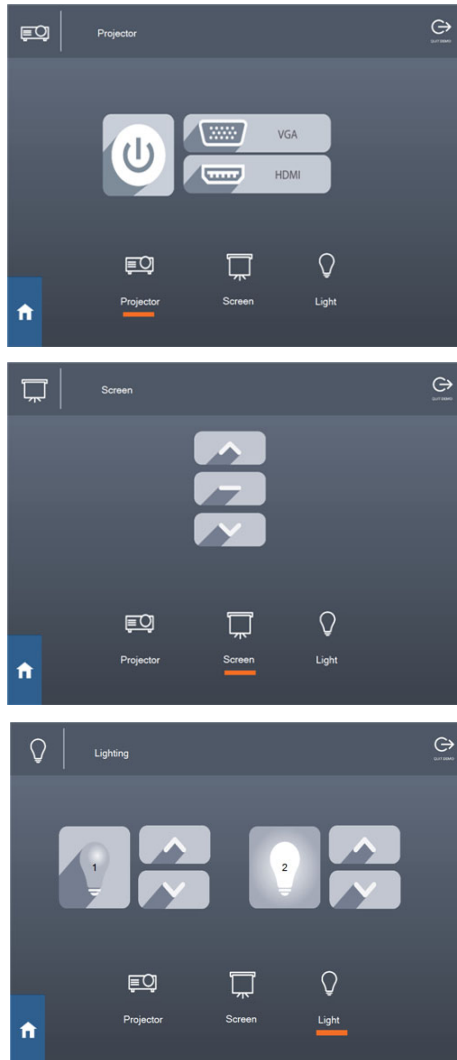 Projector
VGA
HDMI
Projector Screen Light
Screen
Projector Screen Light
Lighting
1 2
Projector Screen Light